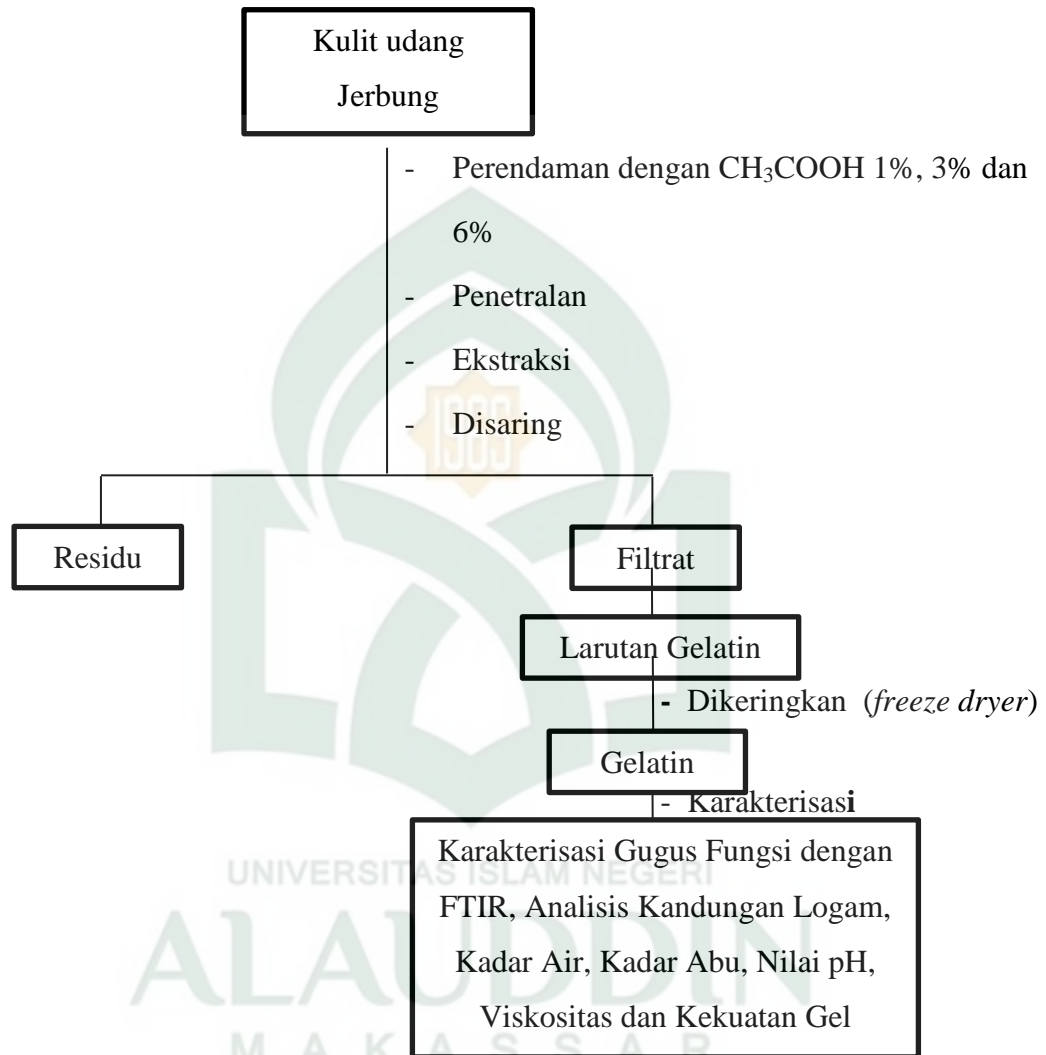 Kulit udang
Jerbung
- Perendaman dengan CH₃COOH 1%, 3% dan
6%
- Penetralan
- Ekstraksi
- Disaring
1989
Residu
Filtrat
Larutan Gelatin
- Dikeringkan (freeze dryer)
Gelatin
- Karakterisasi
Karakterisasi Gugus Fungsi dengan
FTIR, Analisis Kandungan Logam,
Kadar Air, Kadar Abu, Nilai pH,
Viskositas dan Kekuatan Gel
UNIVERSITAS ISLAM NEGERI
ALAUDDIN
MAKASSAR